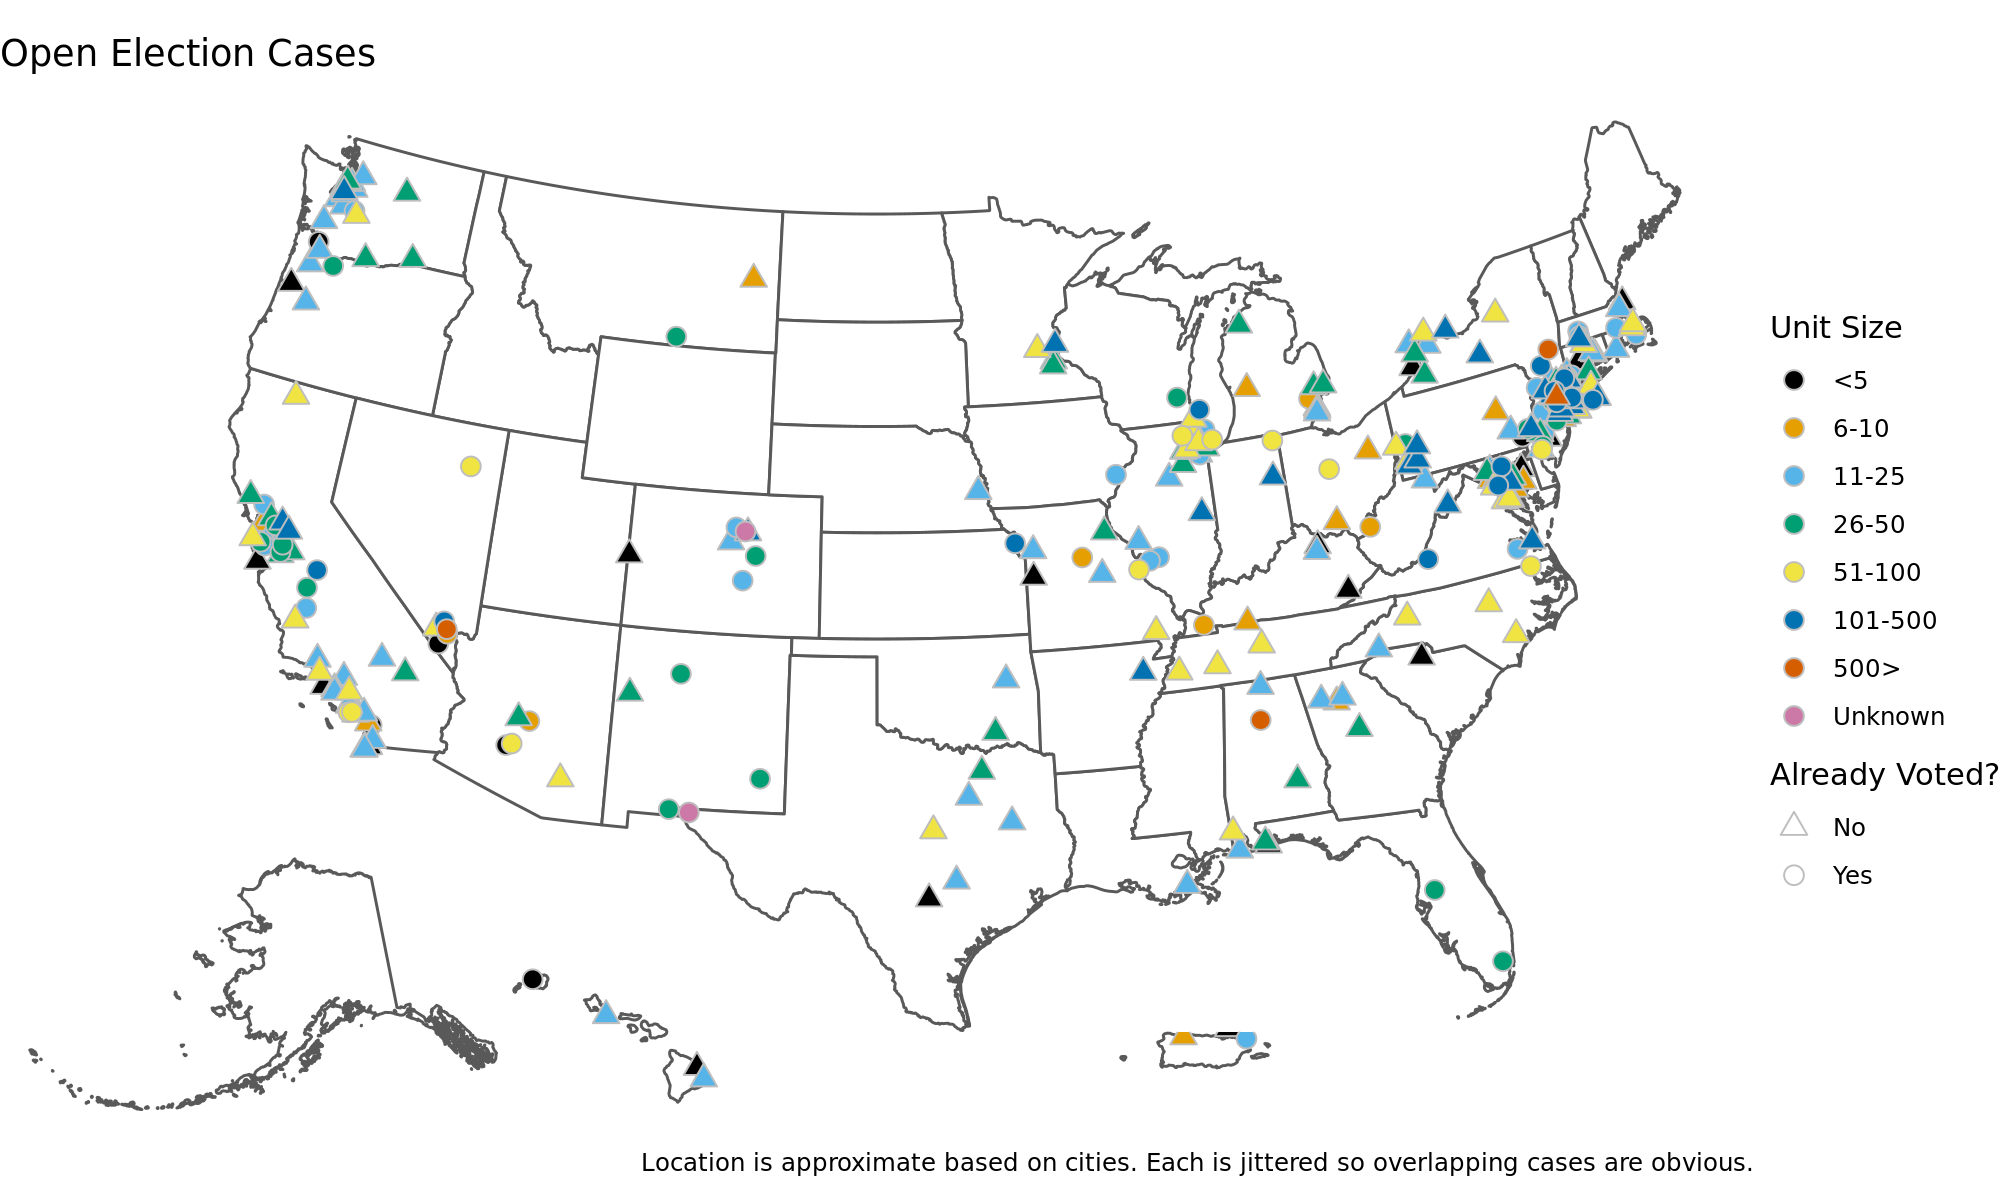 Open Election Cases
Unit Size
<5
6-10
11-25
26-50
51-100
101-500
500>
Unknown
Already Voted?
No
Yes
Location is approximate based on cities. Each is jittered so overlapping cases are obvious.